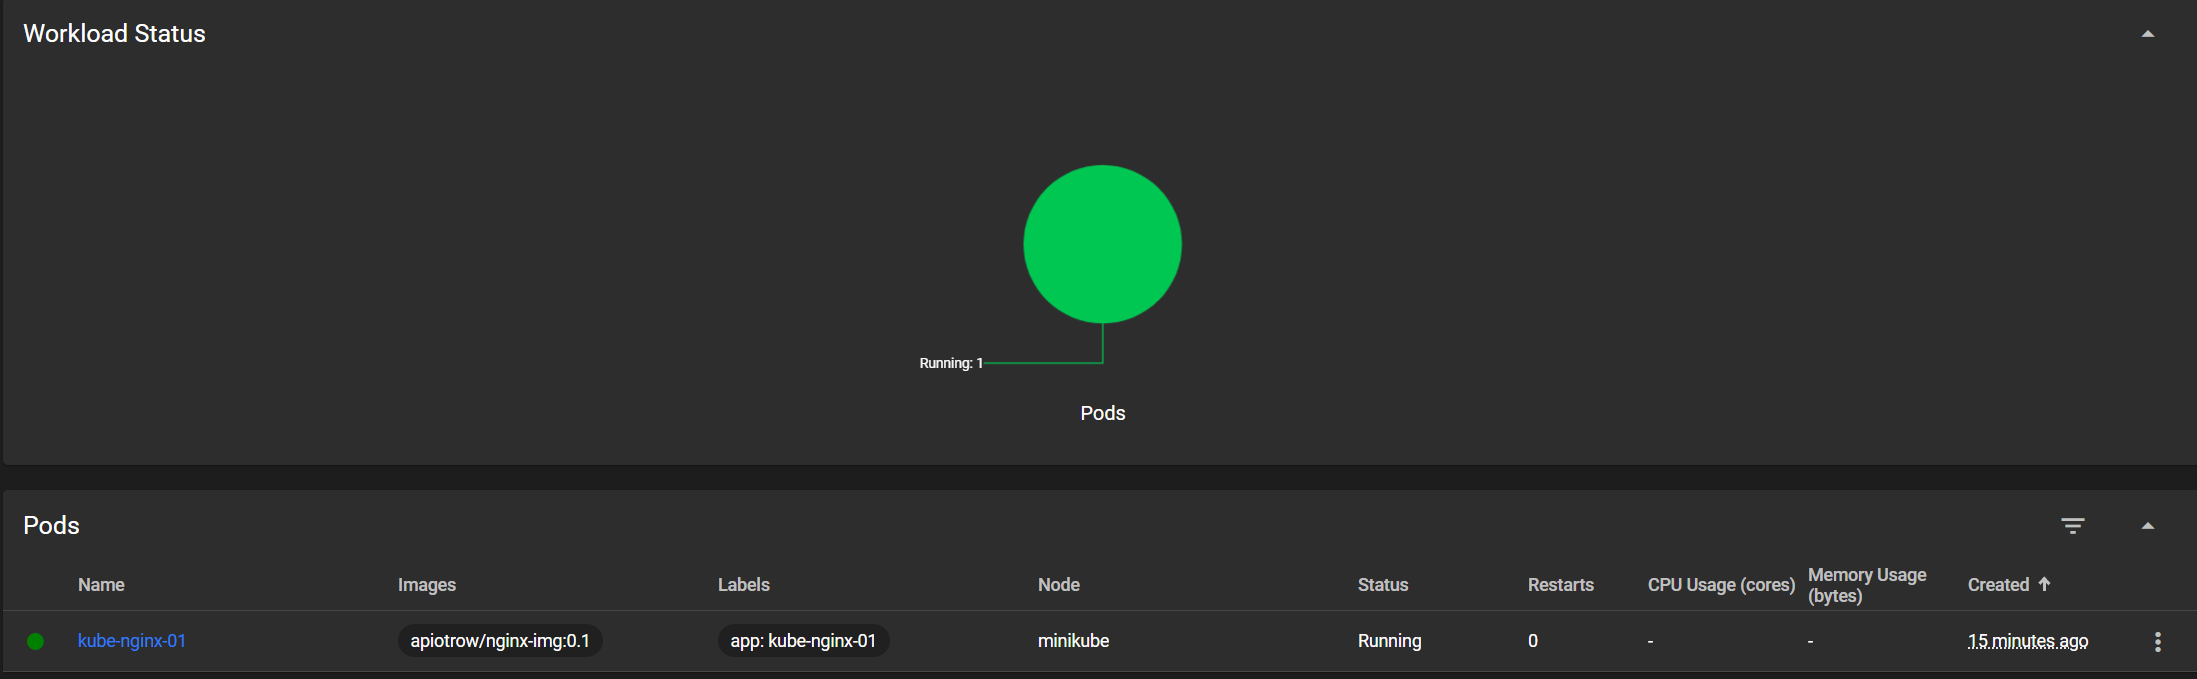 Workload Status
Running: 1
Pods
Pods
Name Images Labels Node Status Restarts CPU Usage (cores) Memory Usage (bytes) Created
kube-nginx-01 apiotrow/nginx-img:0.1 app: kube-nginx-01 minikube Running 0 - - 15 minutes ago